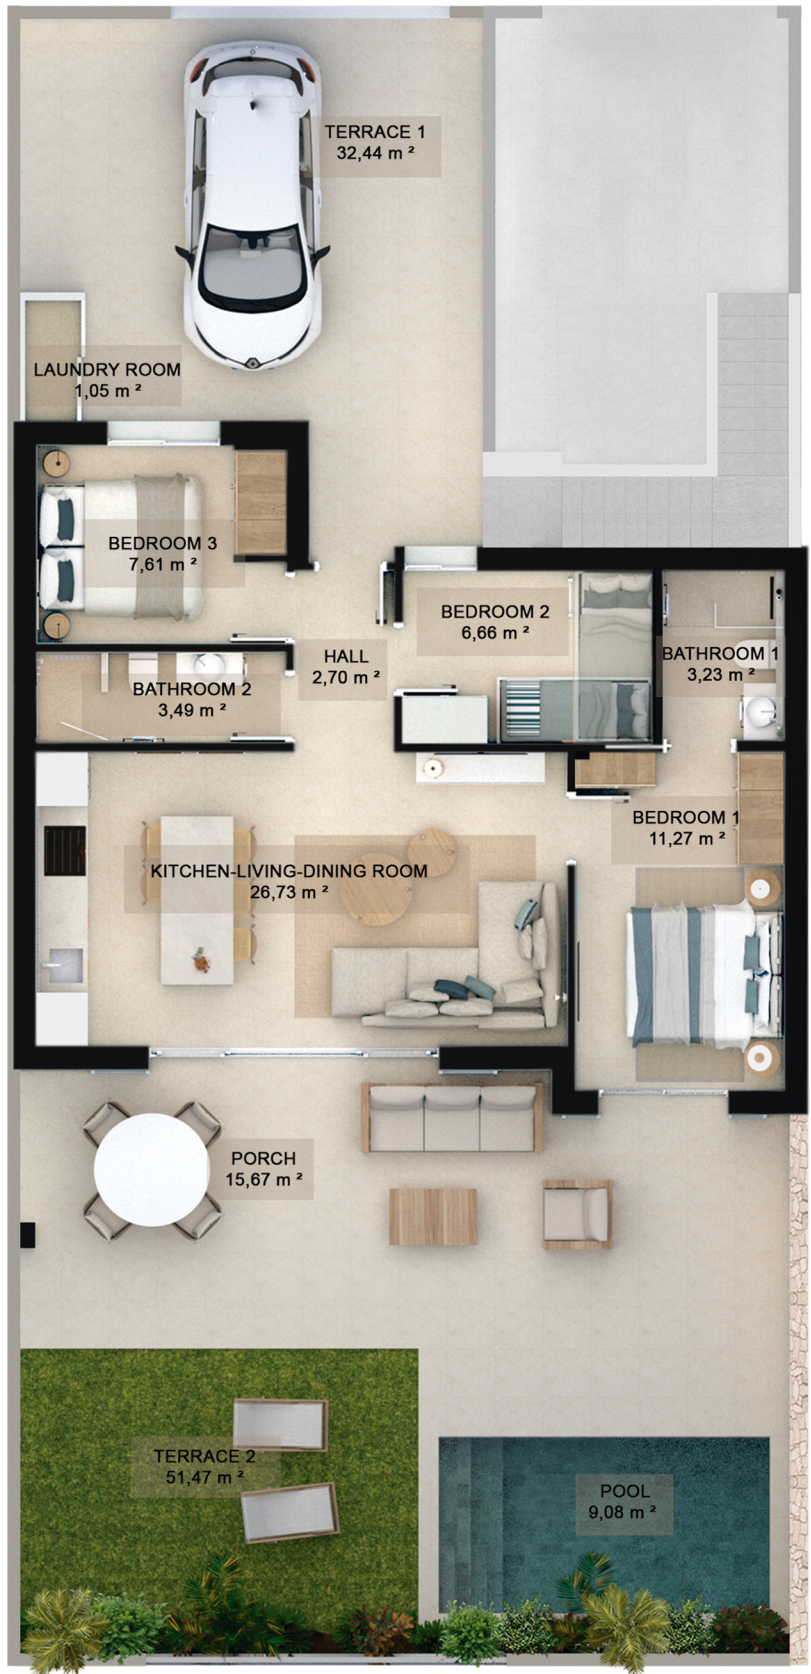 TERRACE 1
32,44 m ²
LAUNDRY ROOM
1,05 m ²
BEDROOM 3
7,61 m ²
BEDROOM 2
6,66 m ²
BATHROOM 1
3,23 m ²
HALL
2,70 m ²
BATHROOM 2
3,49 m ²
BEDROOM 1
11,27 m ²
KITCHEN-LIVING-DINING ROOM
26,73 m ²
PORCH
15,67 m ²
TERRACE 2
51,47 m ²
POOL
9,08 m ²